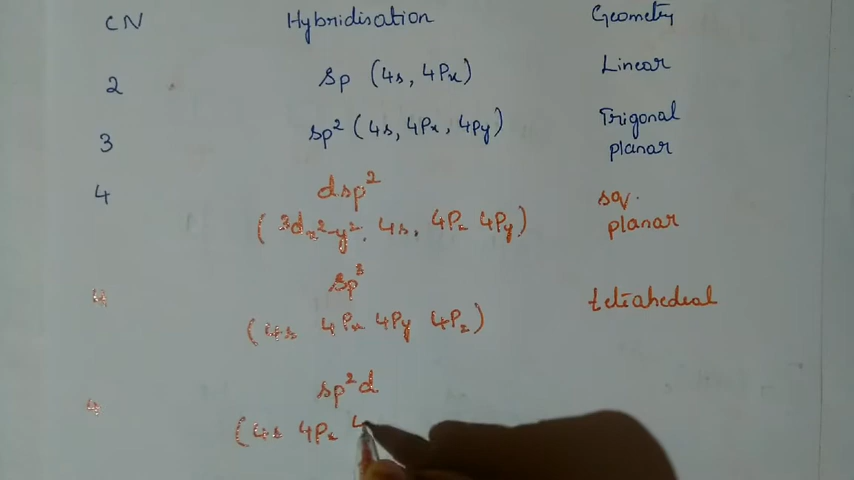 CN Hybridisation Geometry
2 sp (4s, 4Px) Linear
3 sp² (4s, 4Px, 4Py) Trigonal planar
4 dsp² sq. planar
(3dx²-y², 4s, 4Px 4Py)
4 sp³ tetrahedral
(4s 4Px 4Py 4Pz)
4 sp²d
(4s 4Px 4